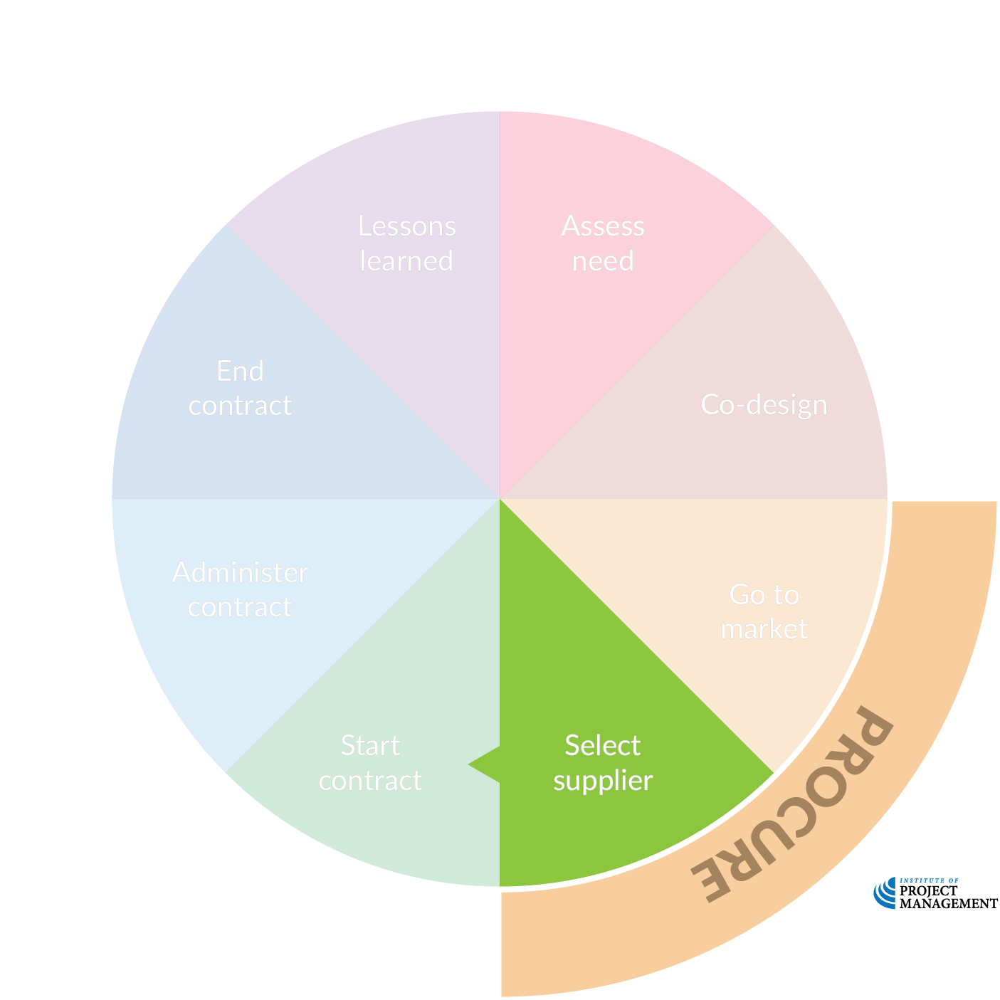 Lessons
learned
Assess
need
End
contract
Co-design
Administer
contract
Go to
market
Start
contract
Select
supplier
PROCURE
INSTITUTE OF
PROJECT
MANAGEMENT